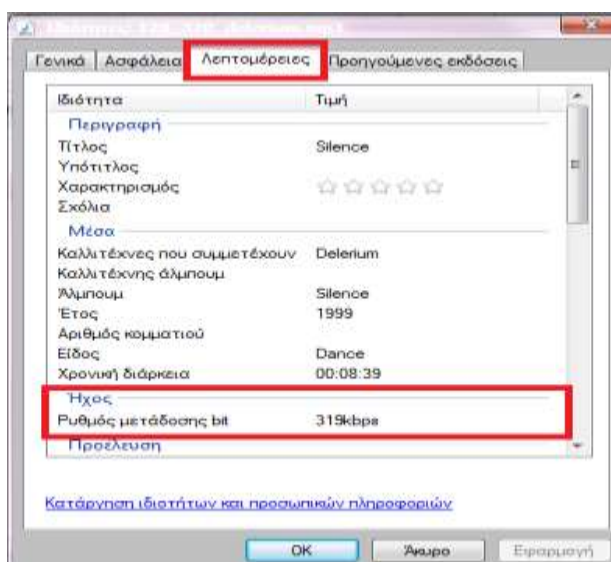 Γενικά Ασφάλεια Λεπτομέρειες Προηγούμενες εκδόσεις
Ιδιότητα Τιμή
Περιγραφή
Τίτλος Silence
Υπότιτλος
Χαρακτηρισμός
Σχόλια
Μέσα
Καλλιτέχνες που συμμετέχουν Delerium
Καλλιτέχνης άλμπουμ
Άλμπουμ Silence
Έτος 1999
Αριθμός κομματιού
Είδος Dance
Χρονική διάρκεια 00:08:39
Ήχος
Ρυθμός μετάδοσης bit 319kbps
Προέλευση
Κατάργηση ιδιοτήτων και προσωπικών πληροφοριών
OK Άκυρο Εφαρμογή